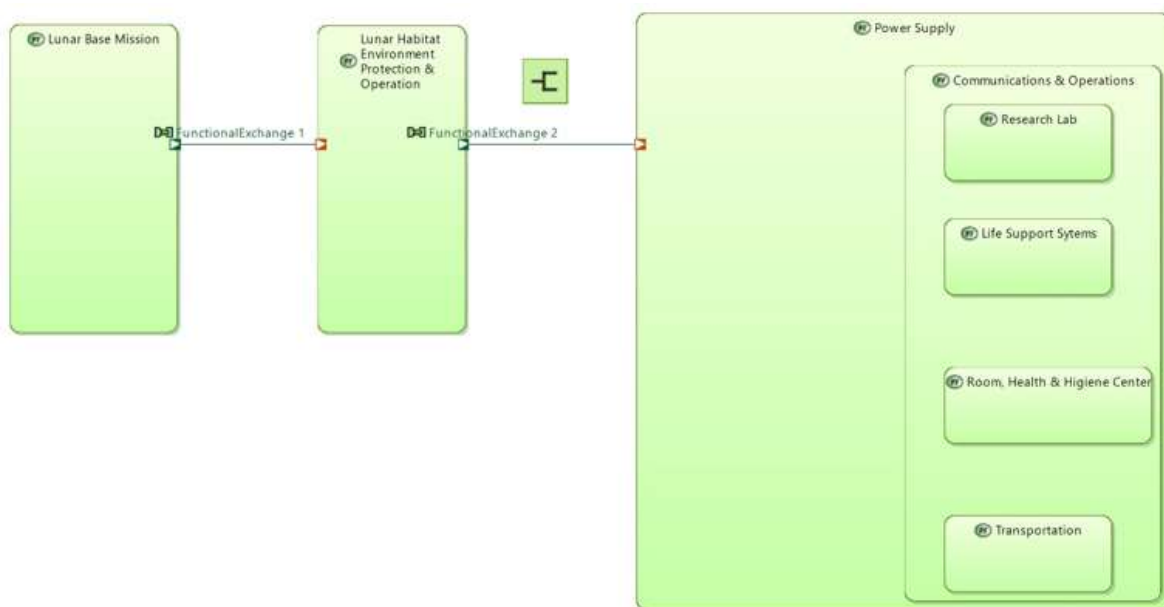 Lunar Base Mission
Lunar Habitat
Environment
Protection &
Operation
FunctionalExchange 1
FunctionalExchange 2
Power Supply
Communications & Operations
Research Lab
Life Support Sytems
Room, Health & Higiene Center
Transportation